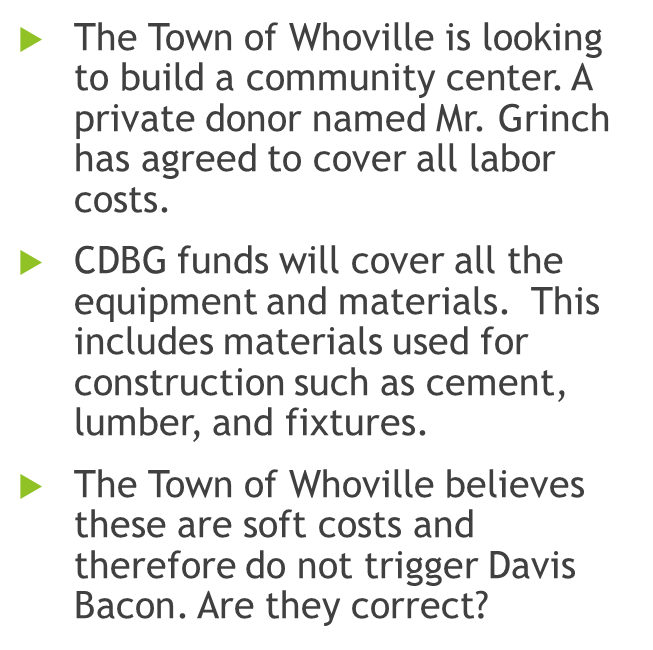 The Town of Whoville is looking
to build a community center. A
private donor named Mr. Grinch
has agreed to cover all labor
costs.
CDBG funds will cover all the
equipment and materials.  This
includes materials used for
construction such as cement,
lumber, and fixtures.
The Town of Whoville believes
these are soft costs and
therefore do not trigger Davis
Bacon. Are they correct?